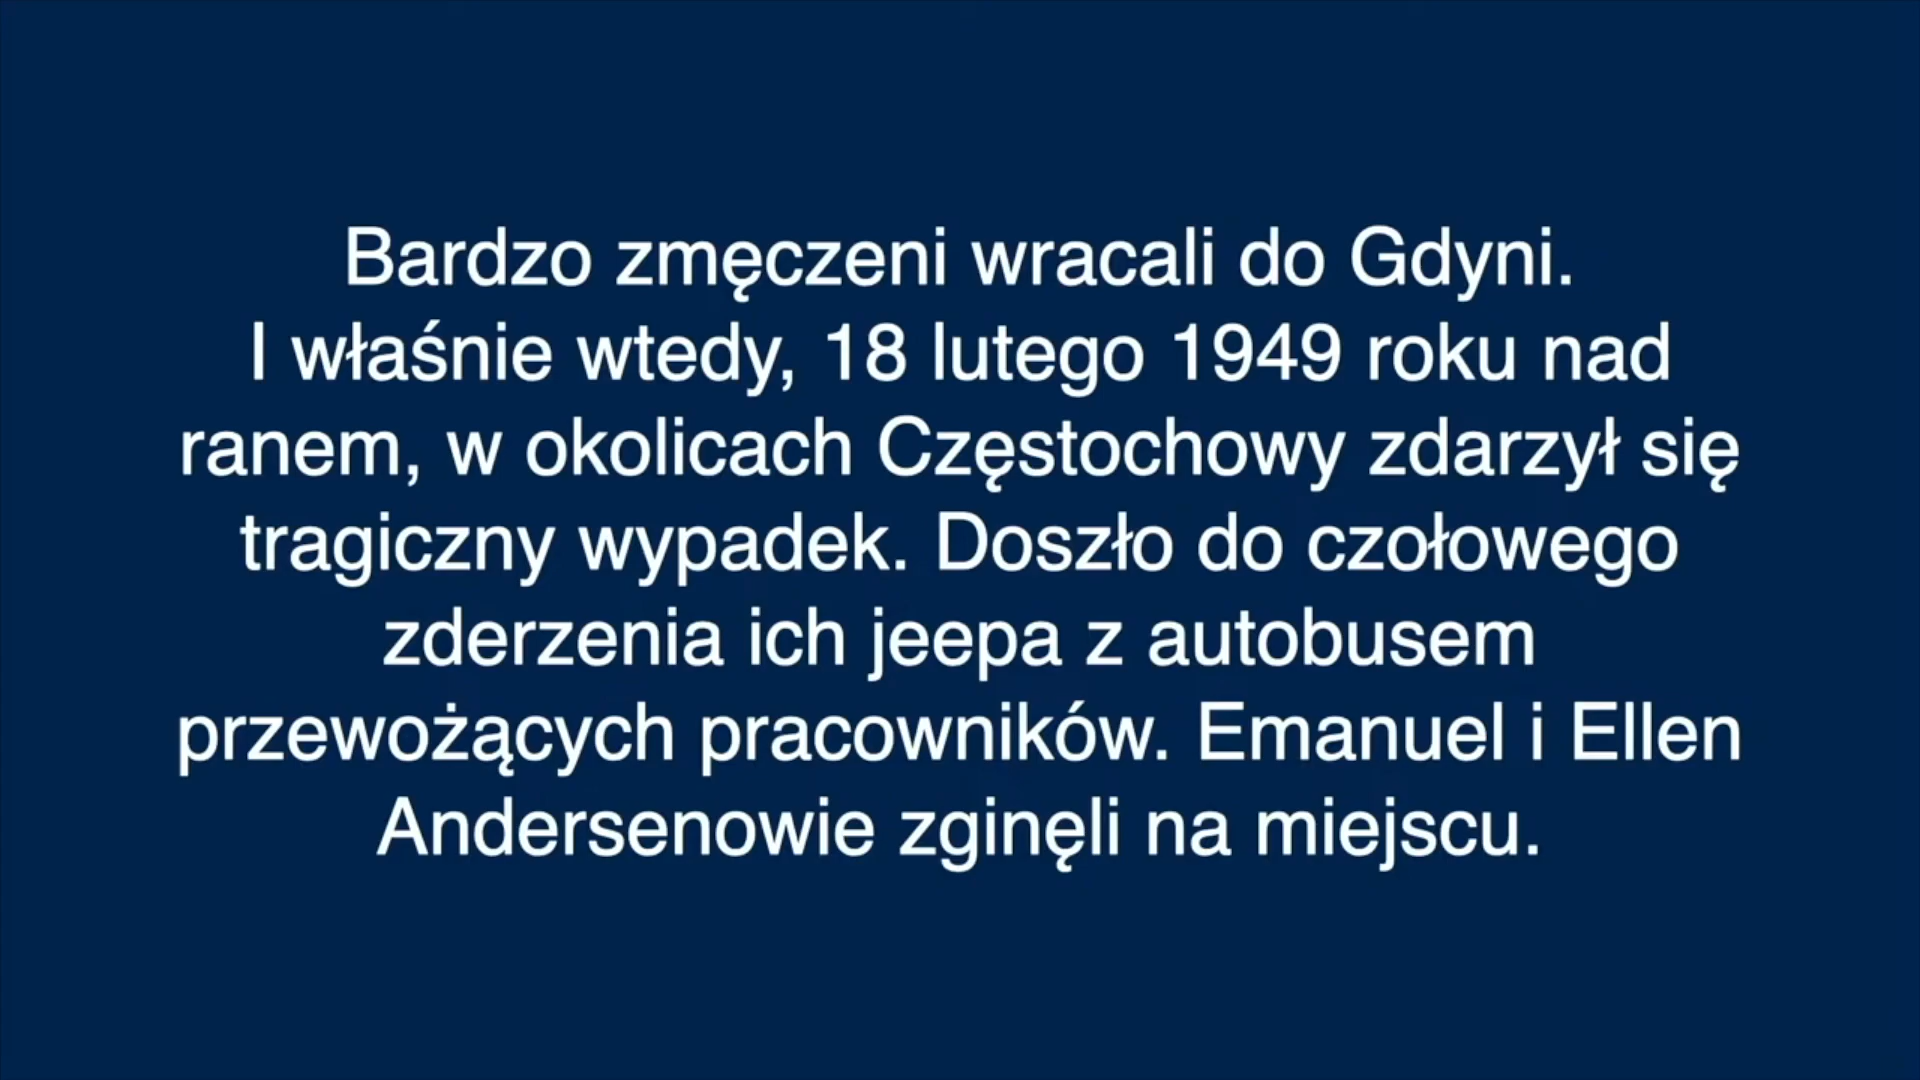 Bardzo zmęczeni wracali do Gdyni.
I właśnie wtedy, 18 lutego 1949 roku nad
ranem, w okolicach Częstochowy zdarzył się
tragiczny wypadek. Doszło do czołowego
zderzenia ich jeepa z autobusem
przewożących pracowników. Emanuel i Ellen
Andersenowie zginęli na miejscu.